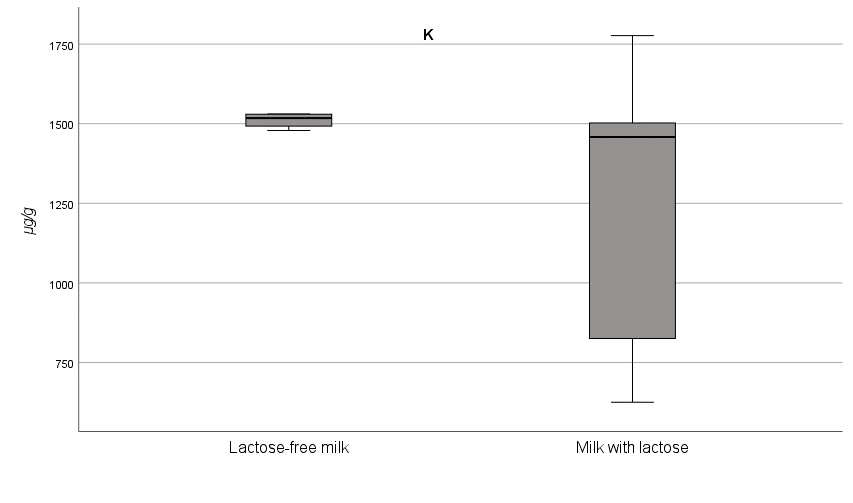 K
1750
1500
1250
1000
750
µg/g
Lactose-free milk
Milk with lactose